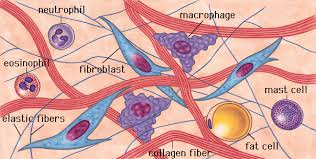 neutrophil
macrophage
eosinophil
fibroblast
mast cell
elastic fibers
fat cell
collagen fiber